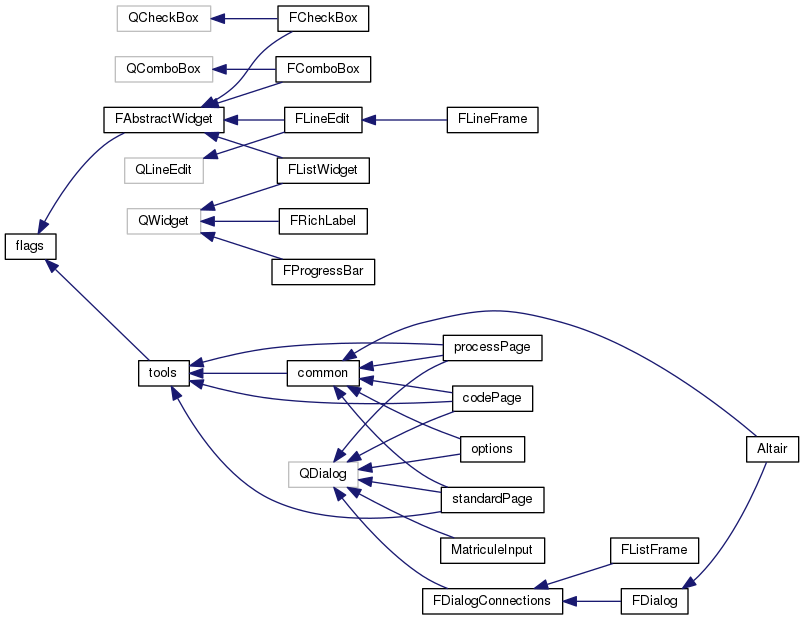 QCheckBox
FCheckBox
QComboBox
FComboBox
FAbstractWidget
FLineEdit
FLineFrame
QLineEdit
FListWidget
QWidget
FRichLabel
flags
FProgressBar
processPage
tools
common
codePage
options
Altair
QDialog
standardPage
MatriculeInput
FListFrame
FDialogConnections
FDialog